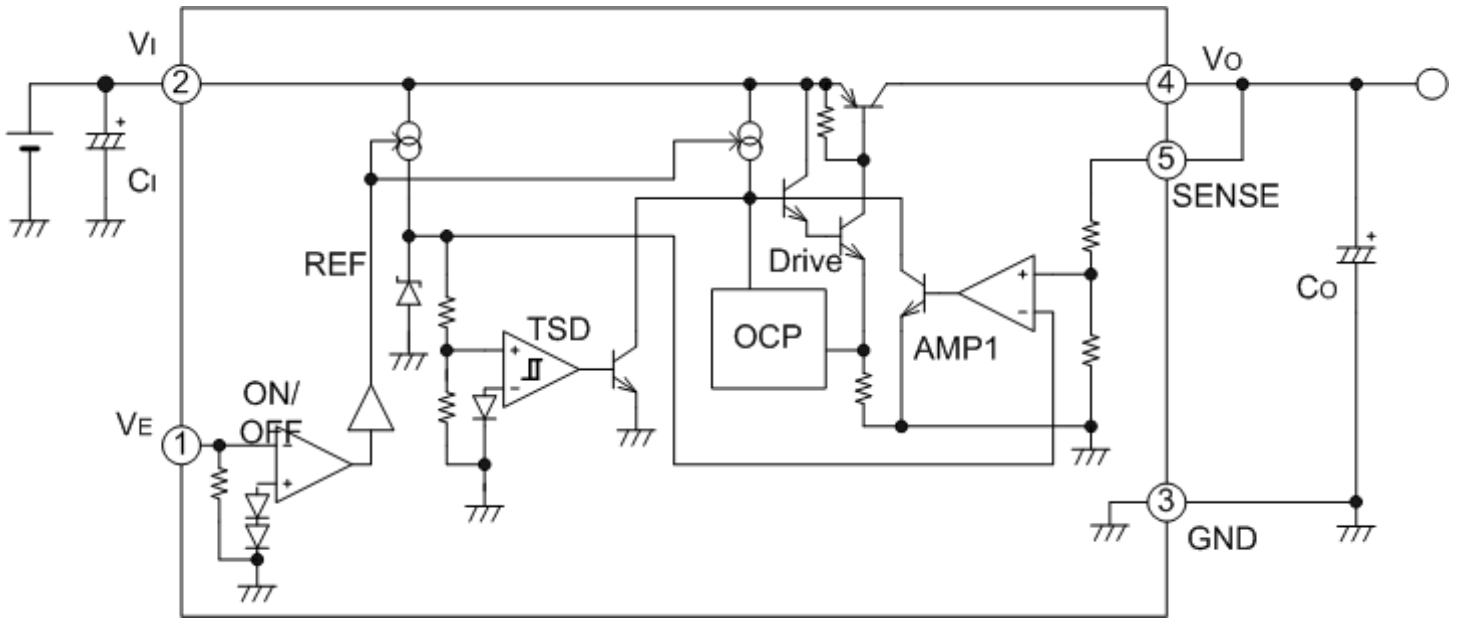 VI
VO
2
4
+
CI
5
SENSE
REF
Drive
+
CO
TSD
OCP
+
-
AMP1
+
-
ON/
OFF
VE
1
-
+
3
GND